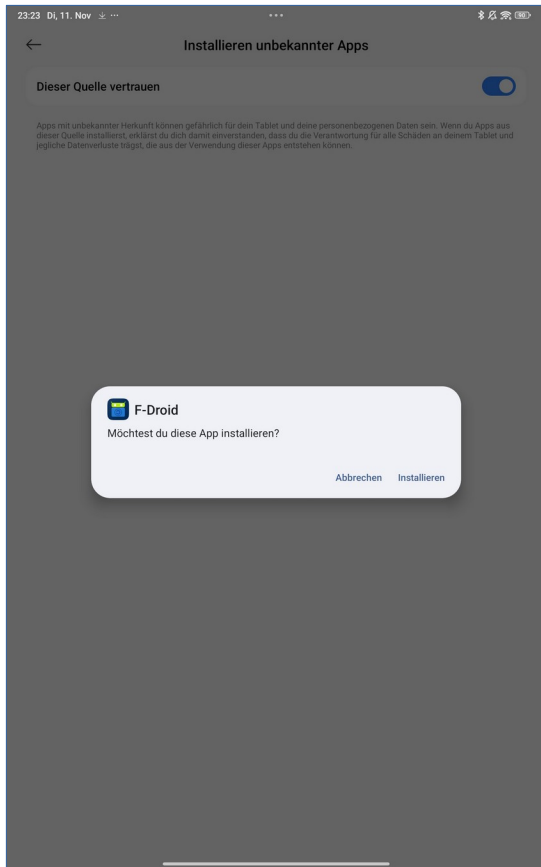 23:23 Di, 11. Nov
90
Installieren unbekannter Apps
Dieser Quelle vertrauen
Apps mit unbekannter Herkunft können gefährlich für dein Tablet und deine personenbezogenen Daten sein. Wenn du Apps aus
dieser Quelle installierst, erklärst du dich damit einverstanden, dass du die Verantwortung für alle Schäden an deinem Tablet und
jegliche Datenverluste trägst, die aus der Verwendung dieser Apps entstehen können.
F-Droid
Möchtest du diese App installieren?
Abbrechen Installieren